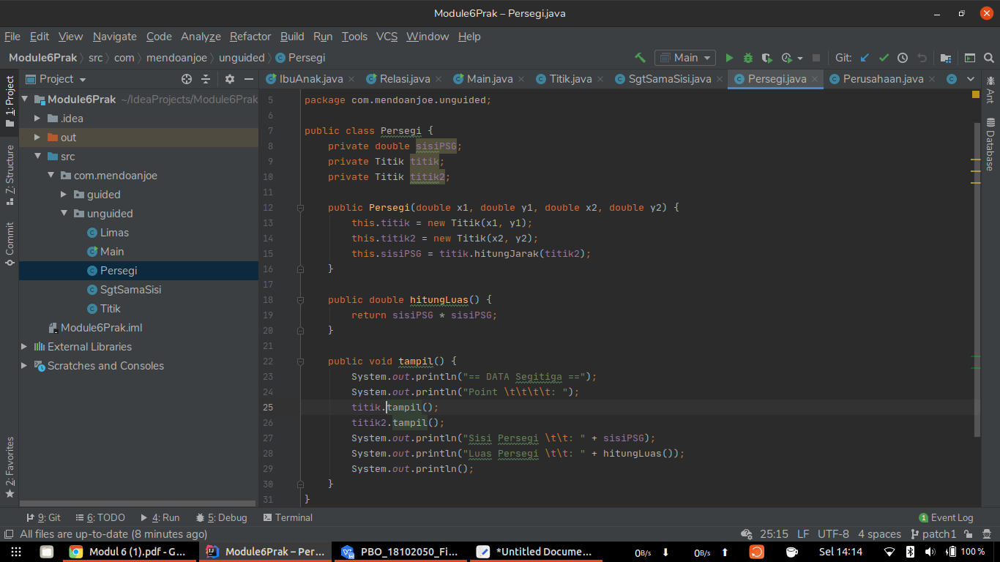 Module6Prak – Persegi.java
File Edit View Navigate Code Analyze Refactor Build Run Tools VCS Window Help
Module6Prak src com mendoanjoe unguided Persegi
Main Git:
1: Project
Project
IbuAnak.java Relasi.java Main.java Titik.java SgtSamaSisi.java Persegi.java Perusahaan.java
Ant
Database
Module6Prak ~/IdeaProjects/Module6Prak
.idea
out
src
com.mendoanjoe
guided
unguided
Limas
Main
Persegi
SgtSamaSisi
Titik
Module6Prak.iml
External Libraries
Scratches and Consoles
7: Structure
Commit
2: Favorites
5 package com.mendoanjoe.unguided;
6
7 public class Persegi {
8 private double sisiPSG;
9 private Titik titik;
10 private Titik titik2;
11
12 public Persegi(double x1, double y1, double x2, double y2) {
13 this.titik = new Titik(x1, y1);
14 this.titik2 = new Titik(x2, y2);
15 this.sisiPSG = titik.hitungJarak(titik2);
16 }
17
18 public double hitungLuas() {
19 return sisiPSG * sisiPSG;
20 }
21
22 public void tampil() {
23 System.out.println("== DATA Segitiga ==");
24 System.out.println("Point \t\t\t\t: ");
25 titik.tampil();
26 titik2.tampil();
27 System.out.println("Sisi Persegi \t\t: " + sisiPSG);
28 System.out.println("Luas Persegi \t\t: " + hitungLuas());
29 System.out.println();
30 }
31 }
9: Git 6: TODO 4: Run 5: Debug Terminal 1 Event Log
All files are up-to-date (8 minutes ago) 25:15 LF UTF-8 4 spaces patch1
Modul 6 (1).pdf - G... Module6Prak – Per... PBO_18102050_Fi... *Untitled Docume... 0B/s 0B/s Sel 14:14 100 %